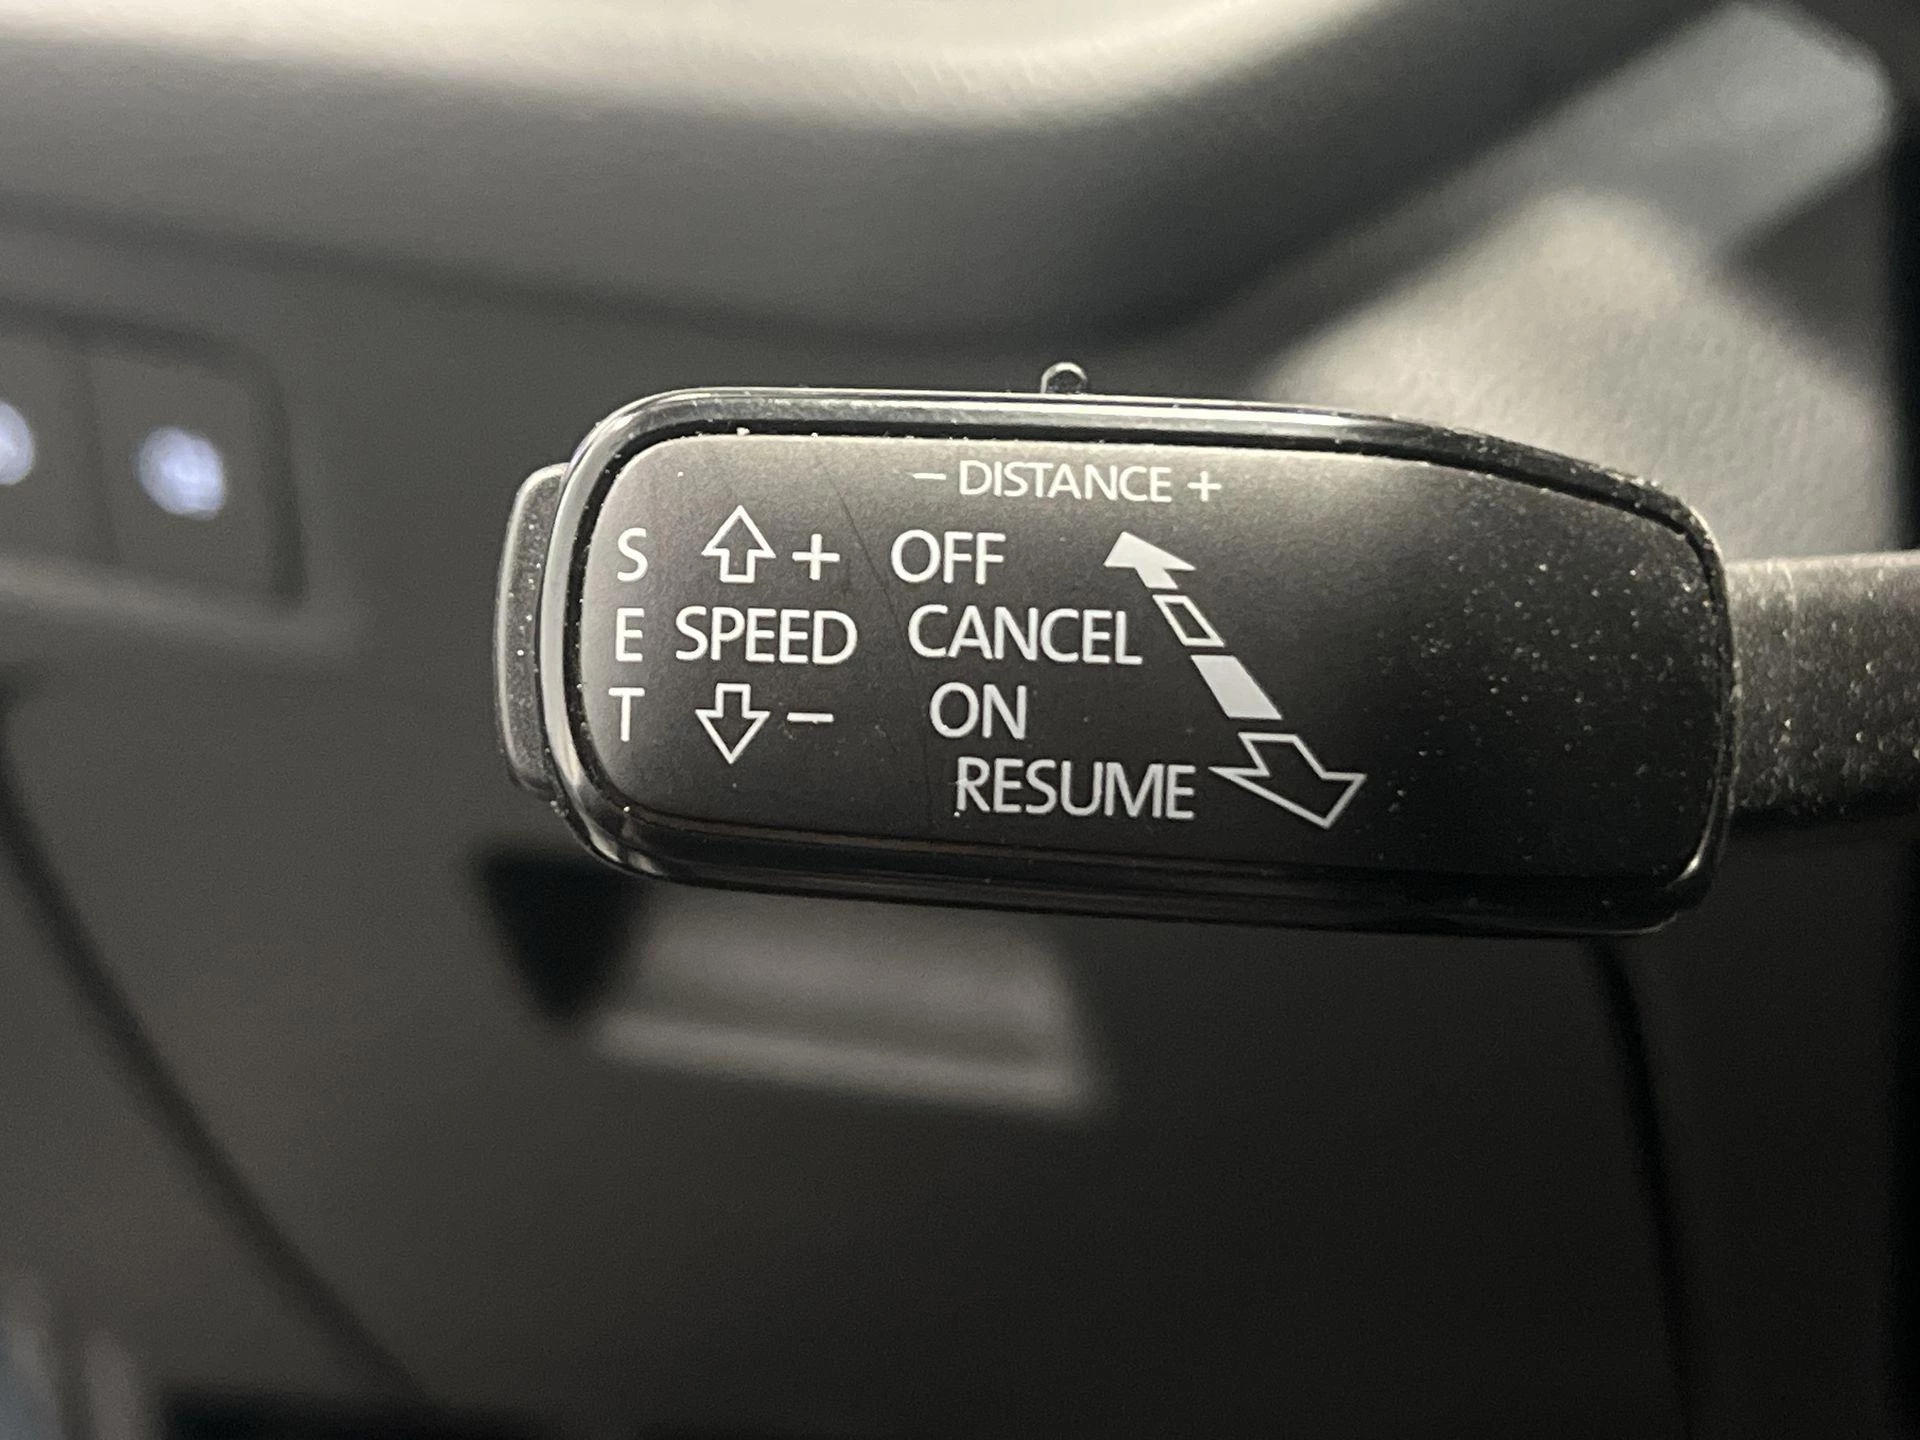 − DISTANCE +
S + OFF
E SPEED CANCEL
T − ON
RESUME